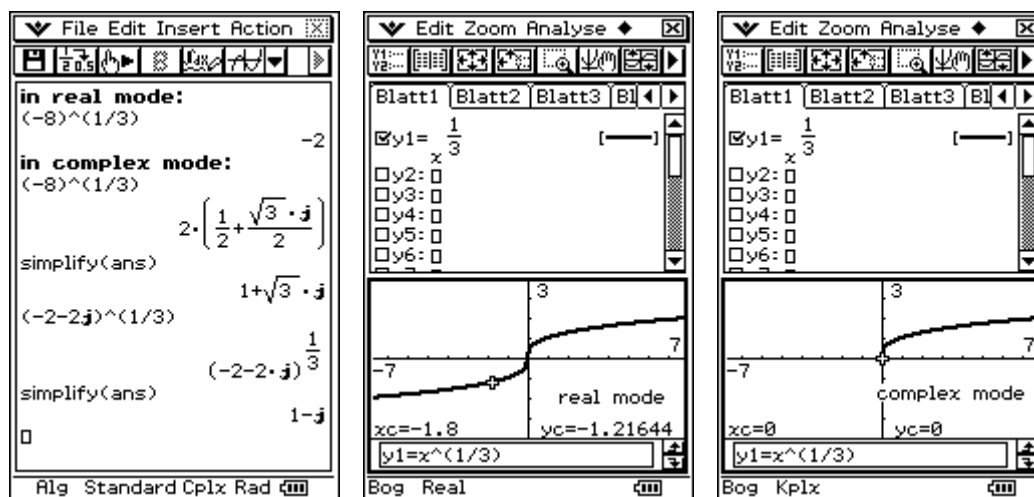 File Edit Insert Action
in real mode:
(-8)^(1/3)
-2
in complex mode:
(-8)^(1/3)
2·(1/2+√3·j/2)
simplify(ans)
1+√3·j
(-2-2j)^(1/3)
(-2-2·j)^1/3
simplify(ans)
1-j
Alg Standard Cplx Rad
Edit Zoom Analyse
Blatt1 Blatt2 Blatt3 Bl
y1=x^1/3 [—]
y2:
y3:
y4:
y5:
y6:
3
7
-7
real mode
xc=-1.8 yc=-1.21644
y1=x^(1/3)
Bog Real
Edit Zoom Analyse
Blatt1 Blatt2 Blatt3 Bl
y1=x^1/3 [—]
y2:
y3:
y4:
y5:
y6:
3
7
-7
complex mode
xc=0 yc=0
y1=x^(1/3)
Bog Kplx